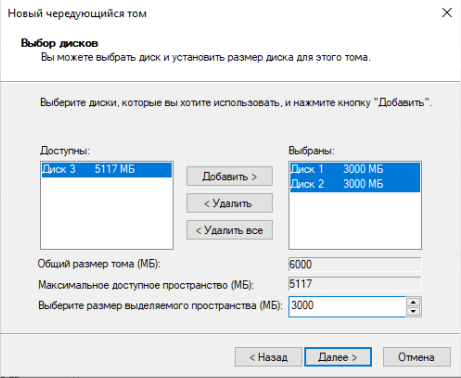 Новый чередующийся том
Выбор дисков
Вы можете выбрать диск и установить размер диска для этого тома.
Выберите диски, которые вы хотите использовать, и нажмите кнопку "Добавить".
Доступны:
Диск 3 5117 МБ
Добавить >
< Удалить
< Удалить все
Выбраны:
Диск 1 3000 МБ
Диск 2 3000 МБ
Общий размер тома (МБ): 6000
Максимальное доступное пространство (МБ): 5117
Выберите размер выделяемого пространства (МБ): 3000
< Назад Далее > Отмена